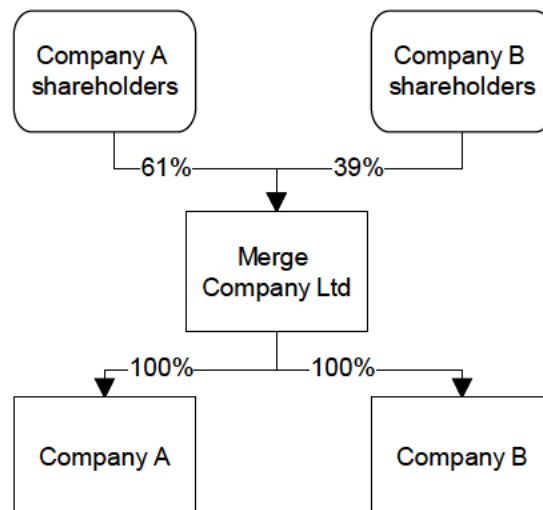 Company A
shareholders
Company B
shareholders
61%
39%
Merge
Company Ltd
100%
100%
Company A
Company B